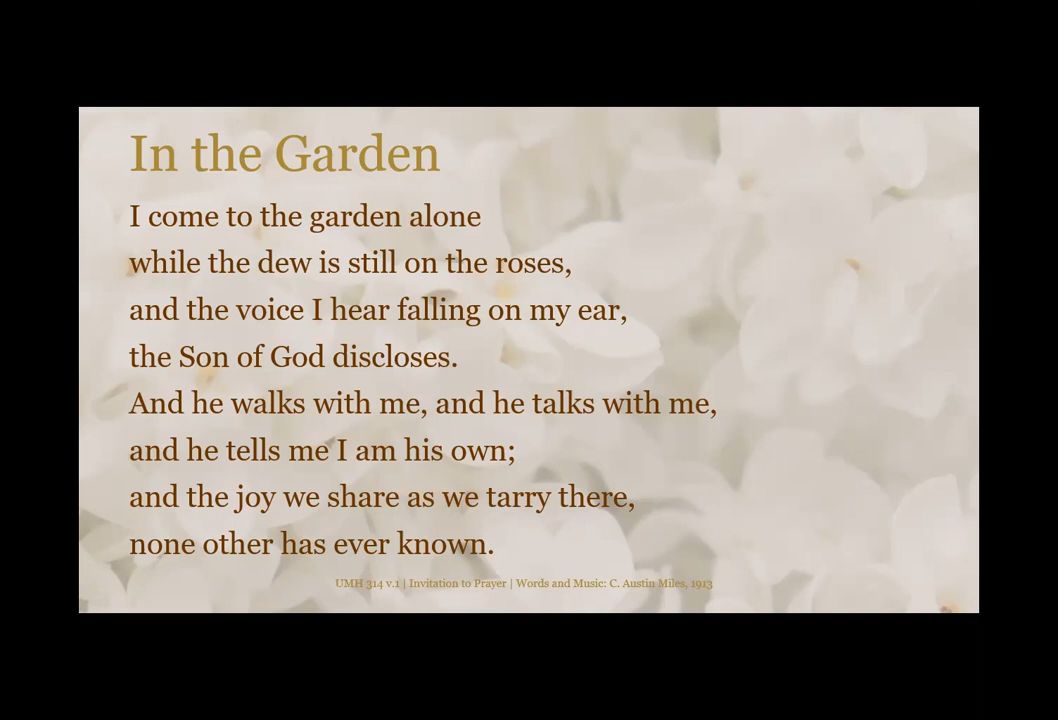 In the Garden
I come to the garden alone
while the dew is still on the roses,
and the voice I hear falling on my ear,
the Son of God discloses.
And he walks with me, and he talks with me,
and he tells me I am his own;
and the joy we share as we tarry there,
none other has ever known.
UMH 314 v.1 | Invitation to Prayer | Words and Music: C. Austin Miles, 1913